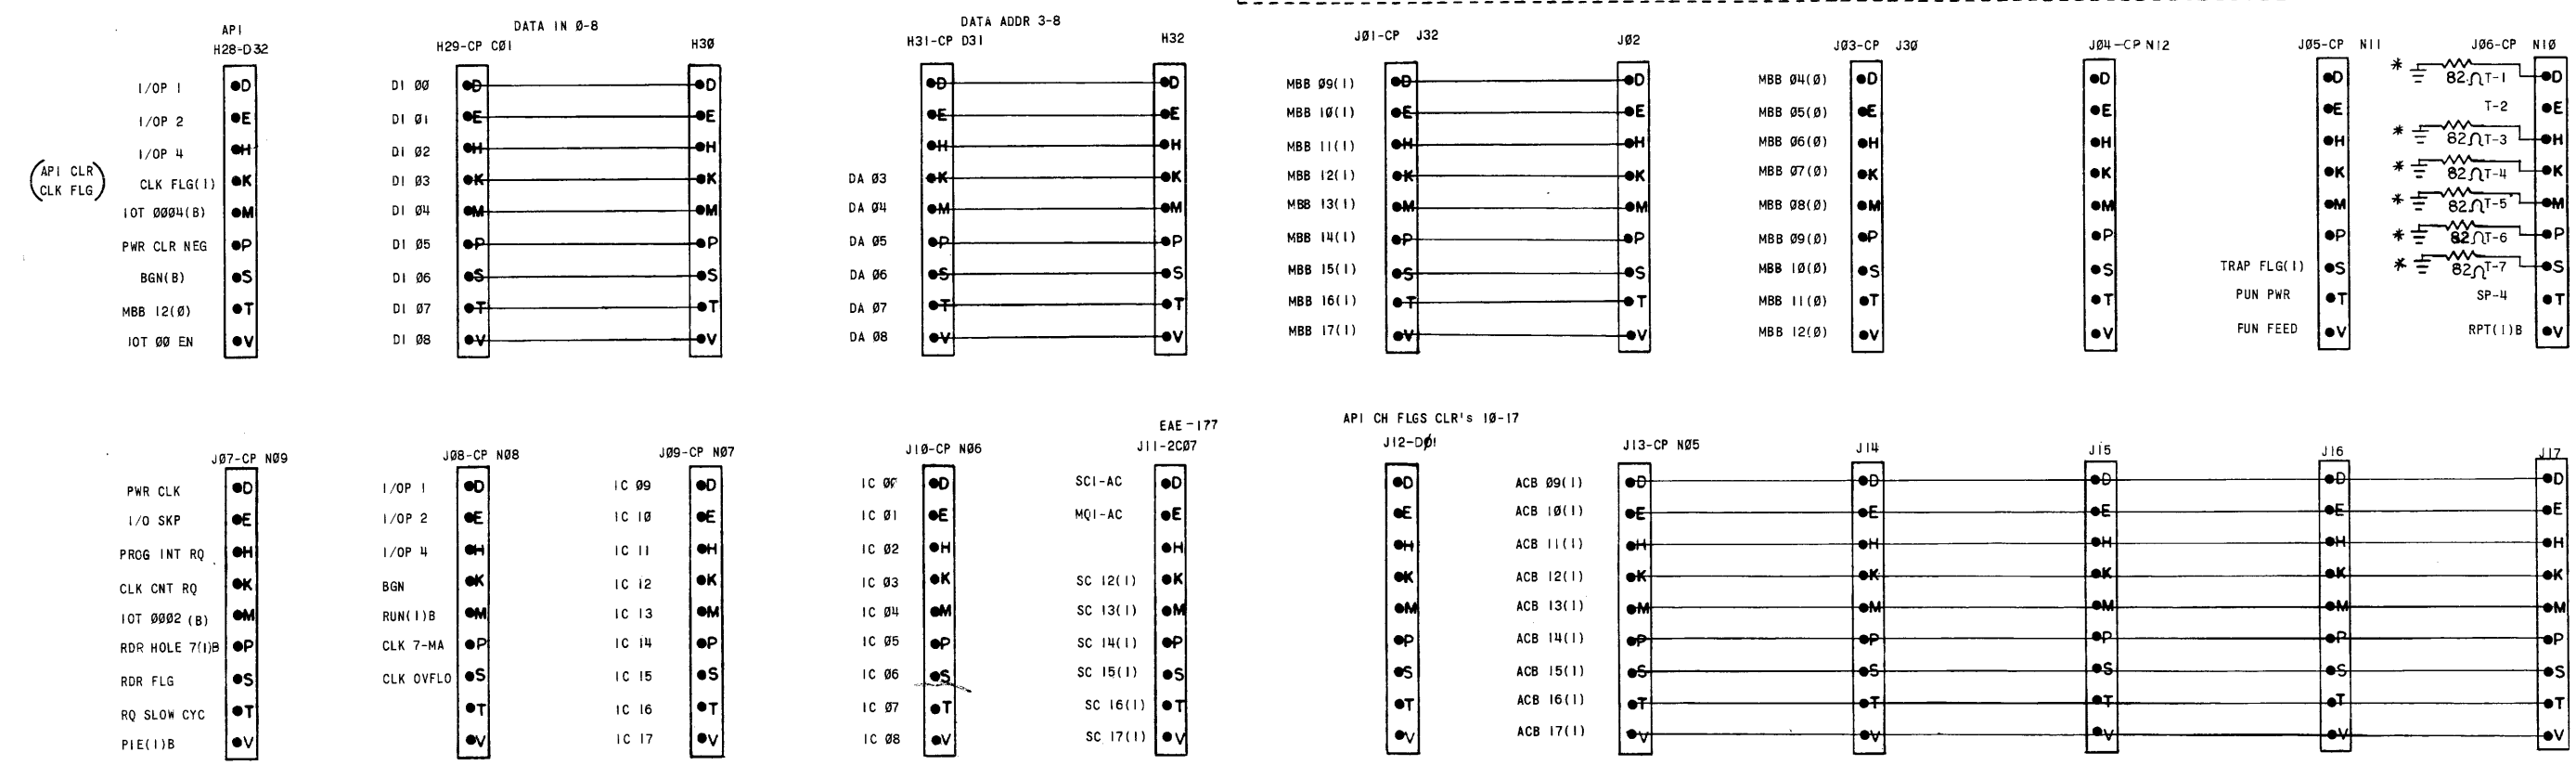 API
H28-D32
I/OP 1 D
I/OP 2 E
I/OP 4 H
(API CLR CLK FLG) CLK FLG(1) K
IOT 0004(B) M
PWR CLR NEG P
BGN(B) S
MBB 12(Ø) T
IOT ØØ EN V
DATA IN Ø-8
H29-CP CØ1 H3Ø
DI ØØ D D
DI Ø1 E E
DI Ø2 H H
DI Ø3 K K
DI Ø4 M M
DI Ø5 P P
DI Ø6 S S
DI Ø7 T T
DI Ø8 V V
DATA ADDR 3-8
H31-CP D31 H32
D D
E E
H H
DA Ø3 K K
DA Ø4 M M
DA Ø5 P P
DA Ø6 S S
DA Ø7 T T
DA Ø8 V V
JØ1-CP J32 JØ2
MBB Ø9(1) D D
MBB 1Ø(1) E E
MBB 11(1) H H
MBB 12(1) K K
MBB 13(1) M M
MBB 14(1) P P
MBB 15(1) S S
MBB 16(1) T T
MBB 17(1) V V
JØ3-CP J3Ø
MBB Ø4(Ø) D
MBB Ø5(Ø) E
MBB Ø6(Ø) H
MBB Ø7(Ø) K
MBB Ø8(Ø) M
MBB Ø9(Ø) P
MBB 1Ø(Ø) S
MBB 11(Ø) T
MBB 12(Ø) V
JØ4-CP N12
D
E
H
K
M
P
S
T
V
JØ5-CP N11
D
E
H
K
M
P
TRAP FLG(1) S
PUN PWR T
FUN FEED V
JØ6-CP N1Ø
* 82Ω T-1 D
T-2 E
* 82Ω T-3 H
* 82Ω T-4 K
* 82Ω T-5 M
* 82Ω T-6 P
* 82Ω T-7 S
SP-4 T
RPT(1)B V
JØ7-CP NØ9
PWR CLK D
I/O SKP E
PROG INT RQ H
CLK CNT RQ K
IOT ØØØ2 (B) M
RDR HOLE 7(1)B P
RDR FLG S
RQ SLOW CYC T
PIE(1)B V
JØ8-CP NØ8
I/OP 1 D
I/OP 2 E
I/OP 4 H
BGN K
RUN(1)B M
CLK 7-MA P
CLK OVFLO S
T
V
JØ9-CP NØ7
IC Ø9 D
IC 1Ø E
IC 11 H
IC 12 K
IC 13 M
IC 14 P
IC 15 S
IC 16 T
IC 17 V
J1Ø-CP NØ6
IC ØØ D
IC Ø1 E
IC Ø2 H
IC Ø3 K
IC Ø4 M
IC Ø5 P
IC Ø6 S
IC Ø7 T
IC Ø8 V
EAE-177
J11-2CØ7
SC1-AC D
MQ1-AC E
H
SC 12(1) K
SC 13(1) M
SC 14(1) P
SC 15(1) S
SC 16(1) T
SC 17(1) V
API CH FLGS CLR's 1Ø-17
J12-DØ1
D
E
H
K
M
P
S
T
V
J13-CP NØ5 J14 J15 J16 J17
ACB Ø9(1) D D D D D
ACB 1Ø(1) E E E E E
ACB 11(1) H H H H H
ACB 12(1) K K K K K
ACB 13(1) M M M M M
ACB 14(1) P P P P P
ACB 15(1) S S S S S
ACB 16(1) T T T T T
ACB 17(1) V V V V V